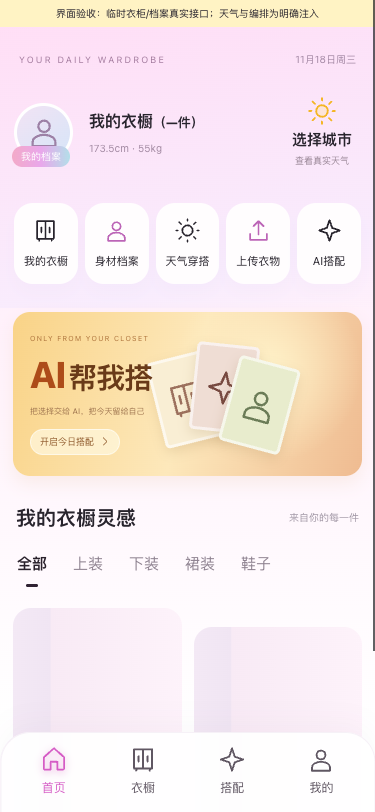 界面验收：临时衣柜/档案真实接口；天气与编排为明确注入
YOUR DAILY WARDROBE
11月18日周三
我的衣橱（一件）
173.5cm · 55kg
我的档案
选择城市
查看真实天气
我的衣橱
身材档案
天气穿搭
上传衣物
AI搭配
ONLY FROM YOUR CLOSET
AI帮我搭
把选择交给 AI，把今天留给自己
开启今日搭配
我的衣橱灵感
来自你的每一件
全部
上装
下装
裙装
鞋子
首页
衣橱
搭配
我的